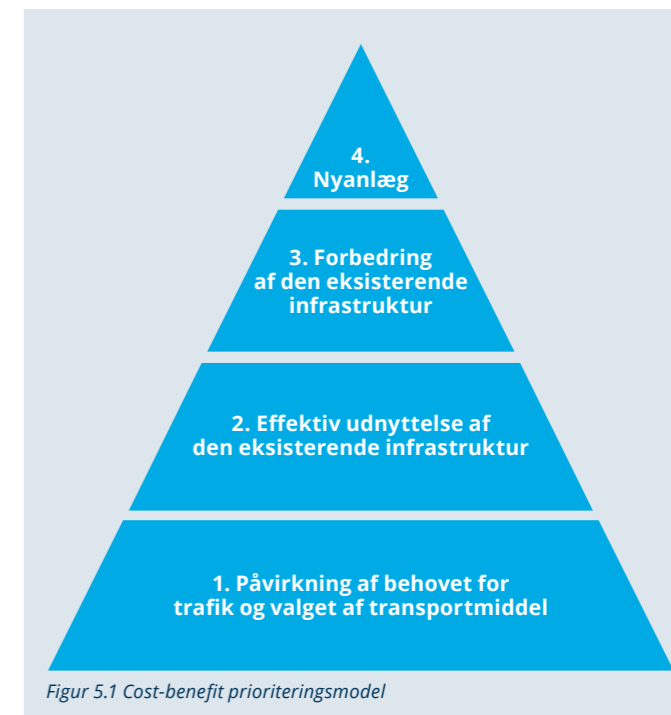 4.
Nyanlæg
3. Forbedring
af den eksisterende
infrastruktur
2. Effektiv udnyttelse af
den eksisterende infrastruktur
1. Påvirkning af behovet for
trafik og valget af transportmiddel
Figur 5.1 Cost-benefit prioriteringsmodel